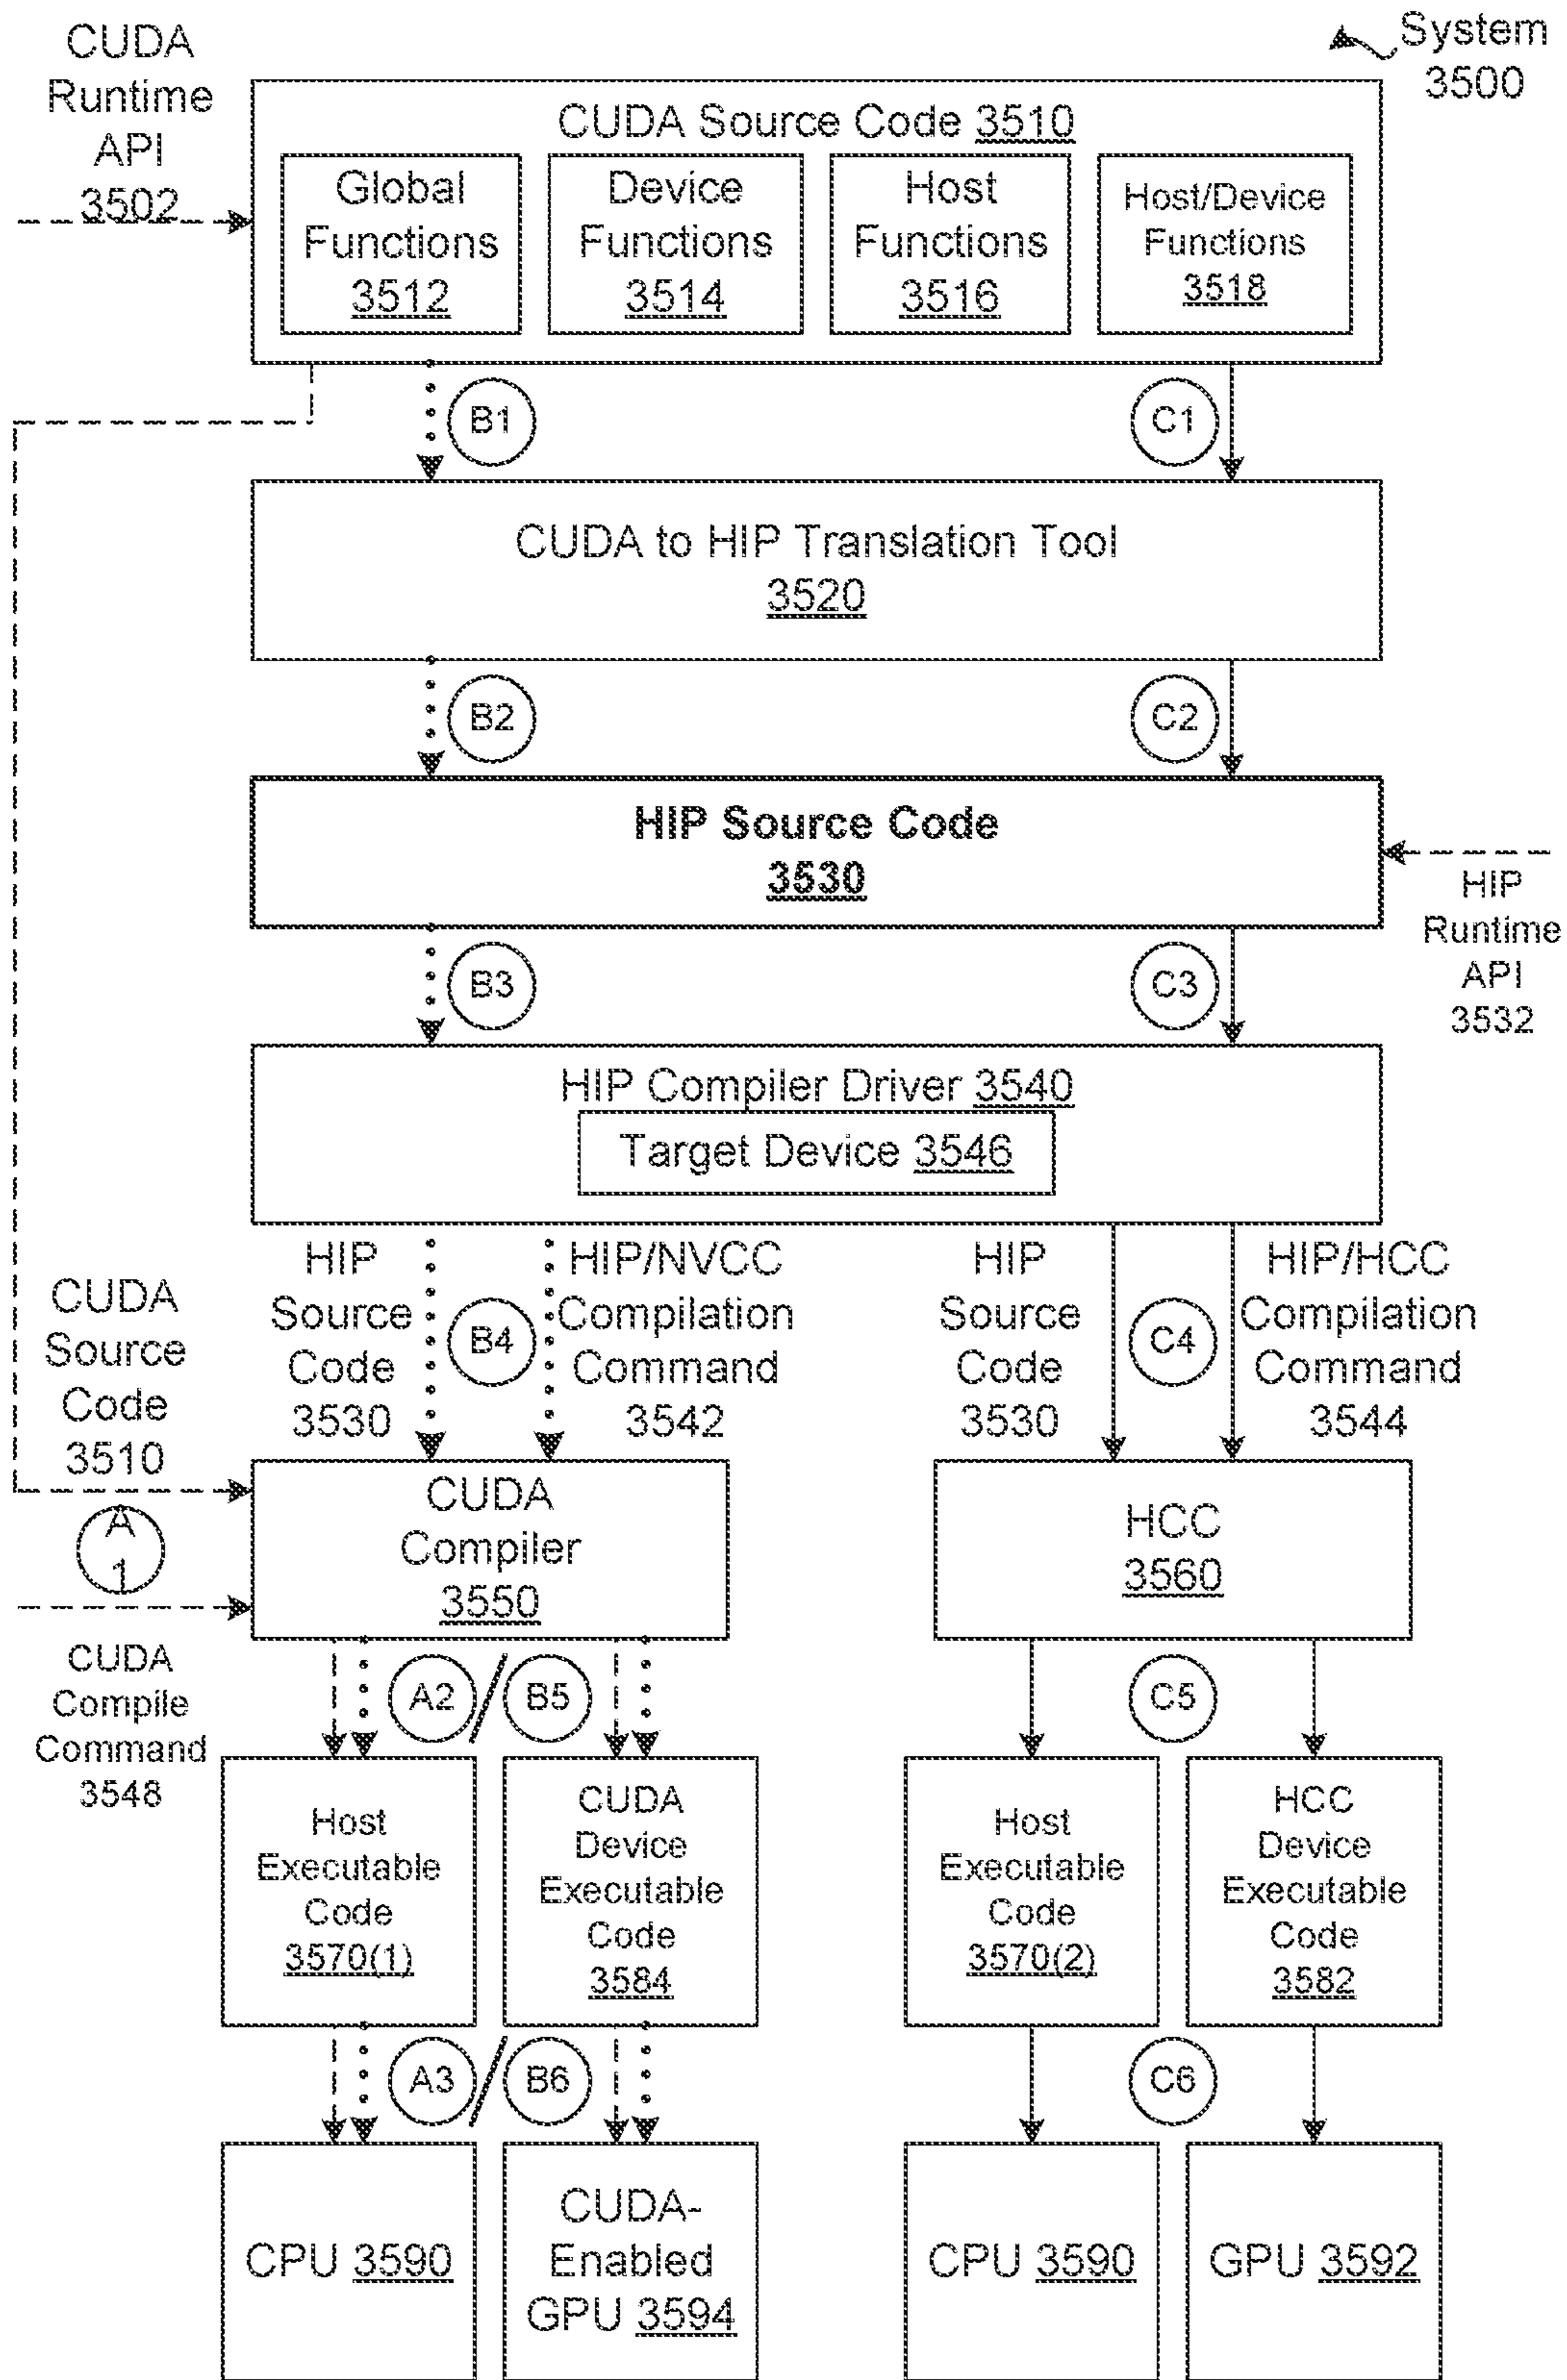 System
3500
CUDA
Runtime
API
3502
CUDA Source Code 3510
Global
Functions
3512
Device
Functions
3514
Host
Functions
3516
Host/Device
Functions
3518
B1
C1
CUDA to HIP Translation Tool
3520
B2
C2
HIP Source Code
3530
HIP
Runtime
API
3532
B3
C3
HIP Compiler Driver 3540
Target Device 3546
CUDA
Source
Code
3510
HIP
Source
Code
3530
B4
HIP/NVCC
Compilation
Command
3542
HIP
Source
Code
3530
C4
HIP/HCC
Compilation
Command
3544
A
1
CUDA
Compiler
3550
HCC
3560
CUDA
Compile
Command
3548
A2
/
B5
C5
Host
Executable
Code
3570(1)
CUDA
Device
Executable
Code
3584
Host
Executable
Code
3570(2)
HCC
Device
Executable
Code
3582
A3
/
B6
C6
CPU 3590
CUDA-
Enabled
GPU 3594
CPU 3590
GPU 3592